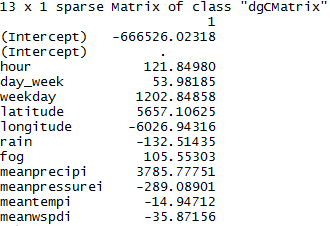 13 x 1 sparse Matrix of class "dgCMatrix"
1
(Intercept) -666526.02318
(Intercept) .
hour 121.84980
day_week 53.98185
weekday 1202.84858
latitude 5657.10625
longitude -6026.94316
rain -132.51435
fog 105.55303
meanprecipi 3785.77751
meanpressurei -289.08901
meantempi -14.94712
meanwspdi -35.87156